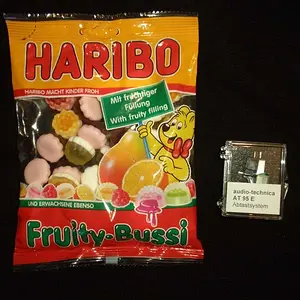 HARIBO
HARIBO MACHT KINDER FROH
Mit fruchtiger
Füllung
With fruity filling
UND ERWACHSENE EBENSO
Fruity-Bussi
audio-technica
AT 95 E
Abtastsystem